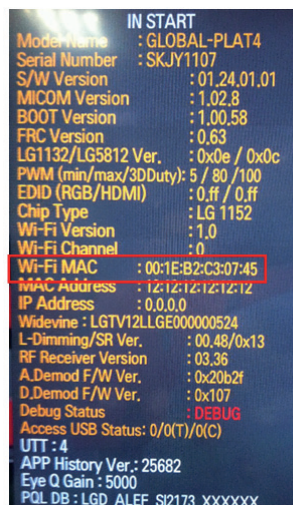 IN START
Model Name : GLOBAL-PLAT4
Serial Number : SKJY1107
S/W Version : 01.24.01.01
MICOM Version : 1.02.8
BOOT Version : 1.00.58
FRC Version : 0.63
LG1132/LG5812 Ver. : 0x0e / 0x0c
PWM (min/max/3DDuty): 5 / 80 /100
EDID (RGB/HDMI) : 0.ff / 0.ff
Chip Type : LG 1152
Wi-Fi Version : 1.0
Wi-Fi Channel : 0
Wi-Fi MAC : 00:1E:B2:C3:07:45
MAC Address : 12:12:12:12:12:12
IP Address : 0.0.0.0
Widevine : LGTV12LLGE000000524
L-Dimming/SR Ver. : 00.48/0x13
RF Receiver Version : 03.36
A.Demod F/W Ver. : 0x20b2f
D.Demod F/W Ver. : 0x107
Debug Status : DEBUG
Access USB Status: 0/0(T)/0(C)
UTT : 4
APP History Ver.: 25682
Eye Q Gain : 5000
PQL DB : LGD_ALEF_SI2173_XXXXXX